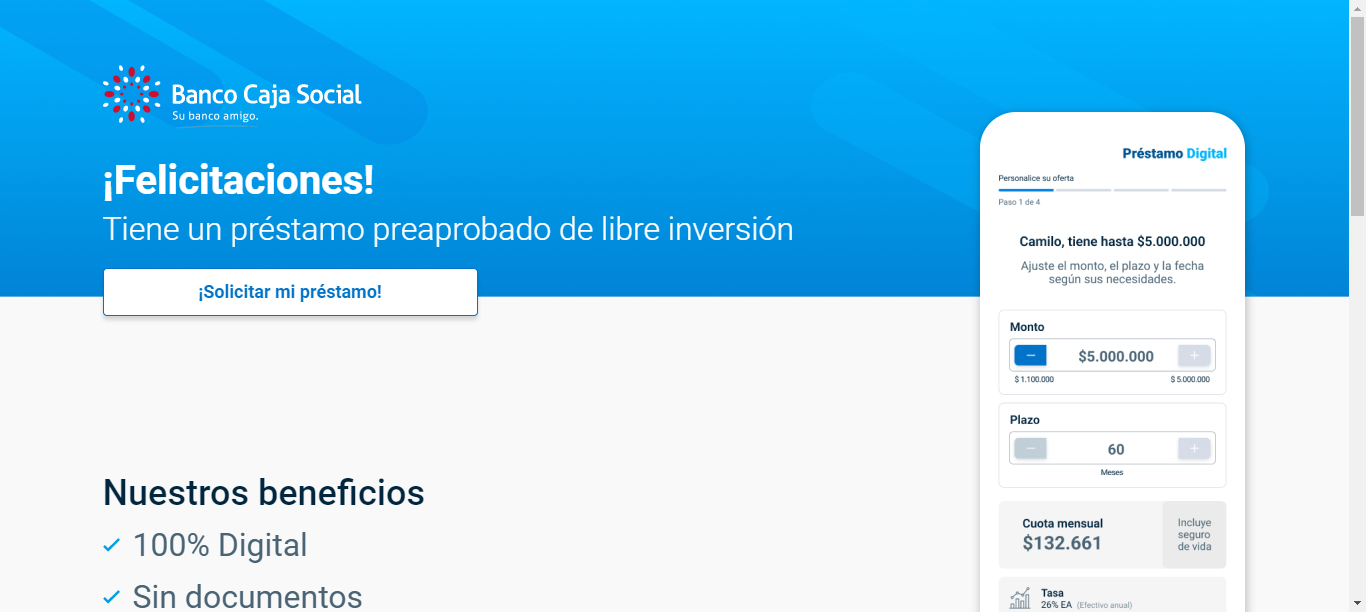 Banco Caja Social
Su banco amigo.
¡Felicitaciones!
Tiene un préstamo preaprobado de libre inversión
¡Solicitar mi préstamo!
Nuestros beneficios
100% Digital
Sin documentos
Préstamo Digital
Personalice su oferta
Paso 1 de 4
Camilo, tiene hasta $5.000.000
Ajuste el monto, el plazo y la fecha
según sus necesidades.
Monto
$5.000.000
$ 1.100.000 $ 5.000.000
Plazo
60
Meses
Cuota mensual
$132.661
Incluye
seguro
de vida
Tasa
26% EA (Efectivo anual)